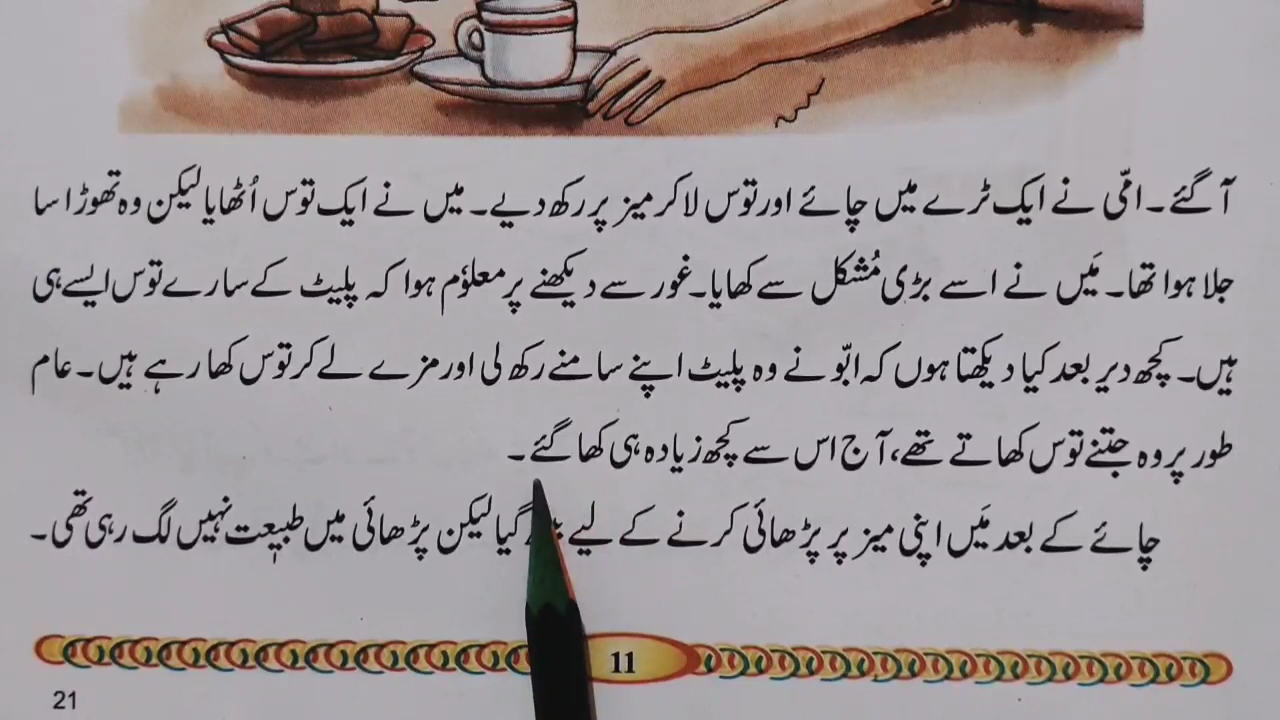 آ گئے۔ امّی نے ایک ٹرے میں چائے اور توس لا کر میز پر رکھ دیے۔ میں نے ایک توس اُٹھایا لیکن وہ تھوڑا سا
جلا ہوا تھا۔ مَیں نے اسے بڑی مُشکل سے کھایا۔ غور سے دیکھنے پر معلوٗم ہوا کہ پلیٹ کے سارے توس ایسے ہی
ہیں۔ کچھ دیر بعد کیا دیکھتا ہوں کہ ابّو نے وہ پلیٹ اپنے سامنے رکھ لی اور مزے لے کر توس کھا رہے ہیں۔ عام
طور پر وہ جتنے توس کھاتے تھے، آج اس سے کچھ زیادہ ہی کھا گئے۔
چائے کے بعد مَیں اپنی میز پر پڑھائی کرنے کے لیے گیا لیکن پڑھائی میں طبیٖعت نہیں لگ رہی تھی۔
11
21